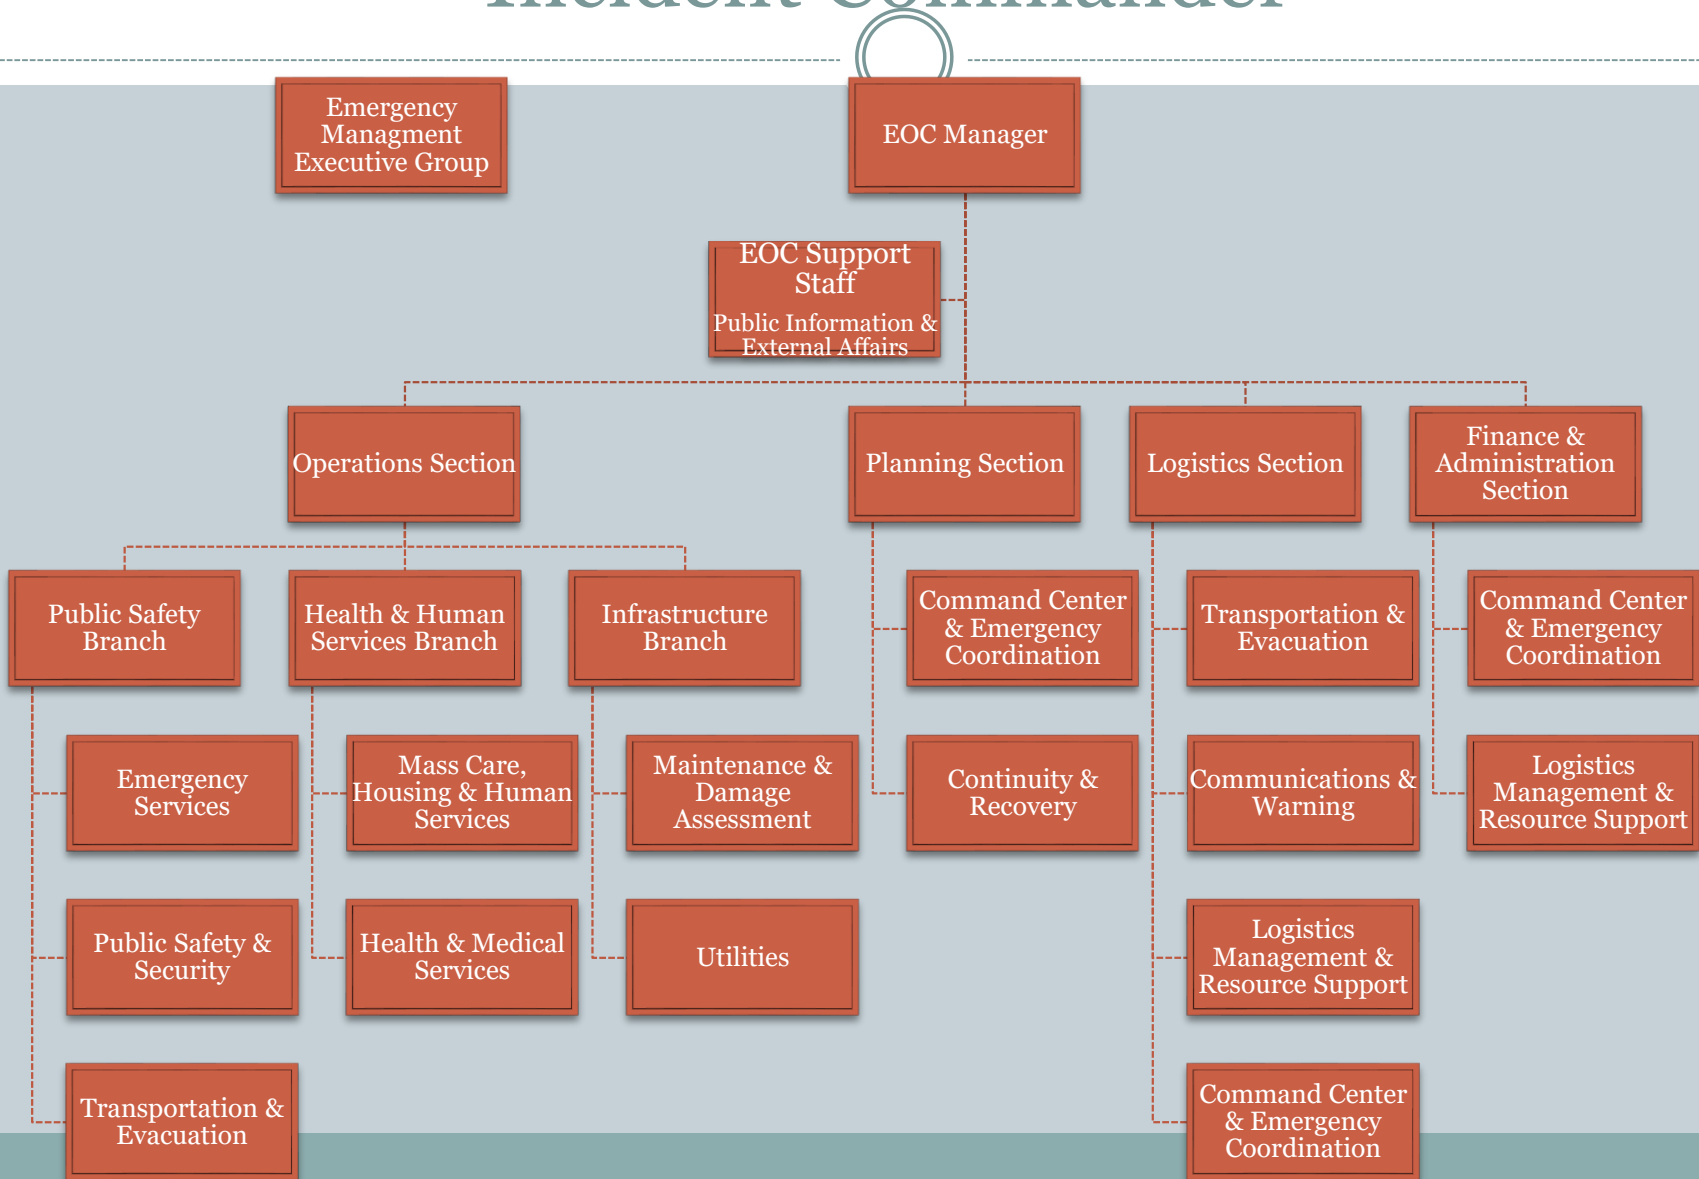 Incident Commander
Emergency
Managment
Executive Group
EOC Manager
EOC Support
Staff
Public Information &
External Affairs
Operations Section
Planning Section
Logistics Section
Finance &
Administration
Section
Public Safety
Branch
Health & Human
Services Branch
Infrastructure
Branch
Command Center
& Emergency
Coordination
Transportation &
Evacuation
Command Center
& Emergency
Coordination
Emergency
Services
Mass Care,
Housing & Human
Services
Maintenance &
Damage
Assessment
Continuity &
Recovery
Communications &
Warning
Logistics
Management &
Resource Support
Public Safety &
Security
Health & Medical
Services
Utilities
Logistics
Management &
Resource Support
Transportation &
Evacuation
Command Center
& Emergency
Coordination